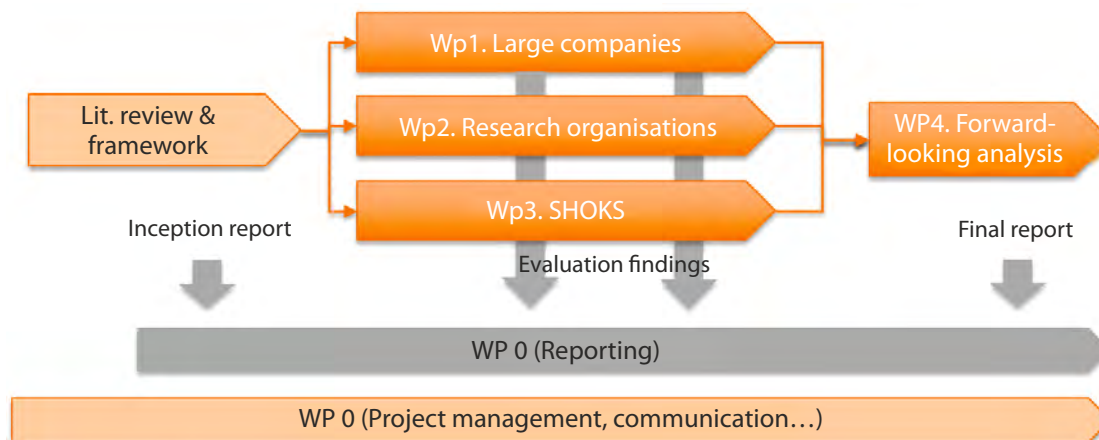 Wp1. Large companies
Lit. review &
framework
Wp2. Research organisations
WP4. Forward-
looking analysis
Wp3. SHOKS
Inception report
Final report
Evaluation findings
WP 0 (Reporting)
WP 0 (Project management, communication…)